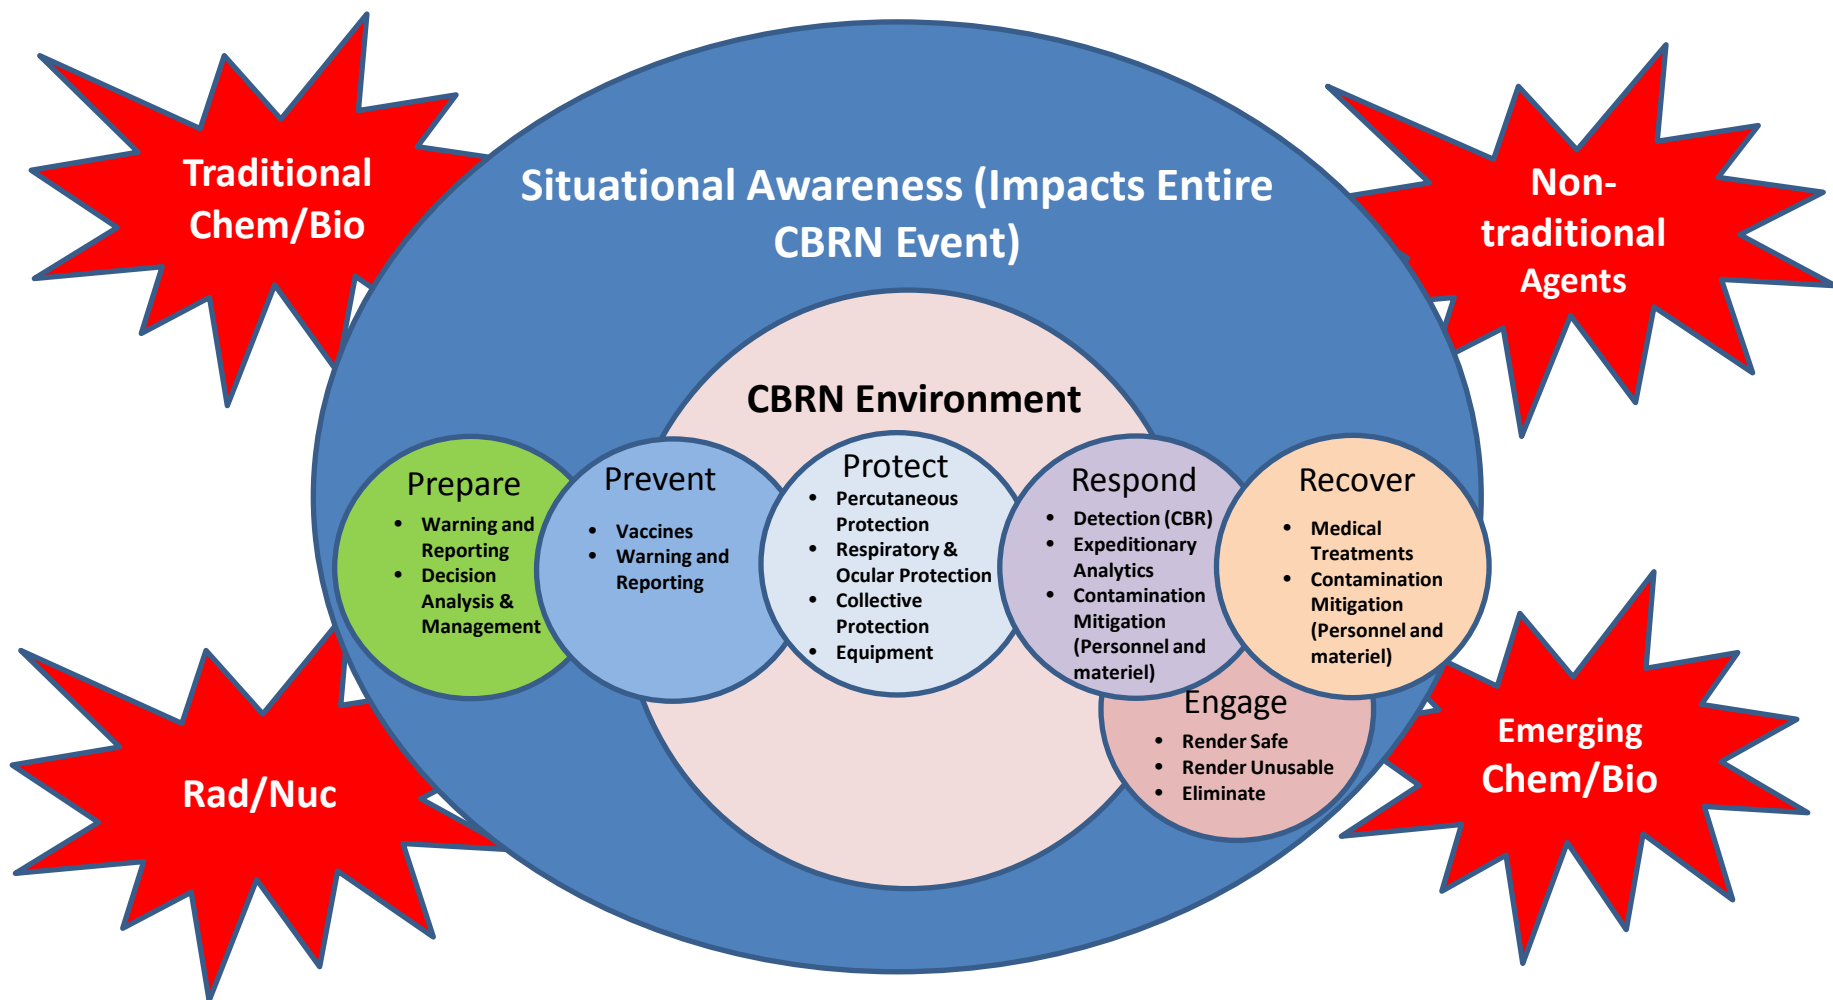 Traditional
Chem/Bio
Situational Awareness (Impacts Entire
CBRN Event)
Non-
traditional
Agents
CBRN Environment
Prepare
• Warning and
Reporting
• Decision
Analysis &
Management
Prevent
• Vaccines
• Warning and
Reporting
Protect
• Percutaneous
Protection
• Respiratory &
Ocular Protection
• Collective
Protection
• Equipment
Respond
• Detection (CBR)
• Expeditionary
Analytics
• Contamination
Mitigation
(Personnel and
materiel)
Recover
• Medical
Treatments
• Contamination
Mitigation
(Personnel and
materiel)
Engage
• Render Safe
• Render Unusable
• Eliminate
Rad/Nuc
Emerging
Chem/Bio